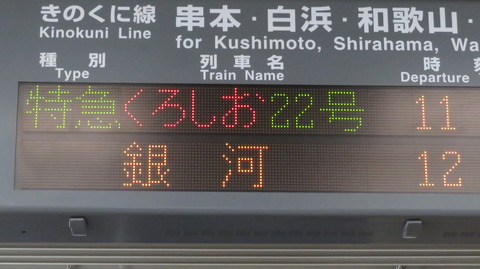 きのくに線 串本・白浜・和歌山・
Kinokuni Line for Kushimoto, Shirahama, Wa
種別 列車名 時
Type Train Name Departure
特急くろしお22号 11
銀河 12